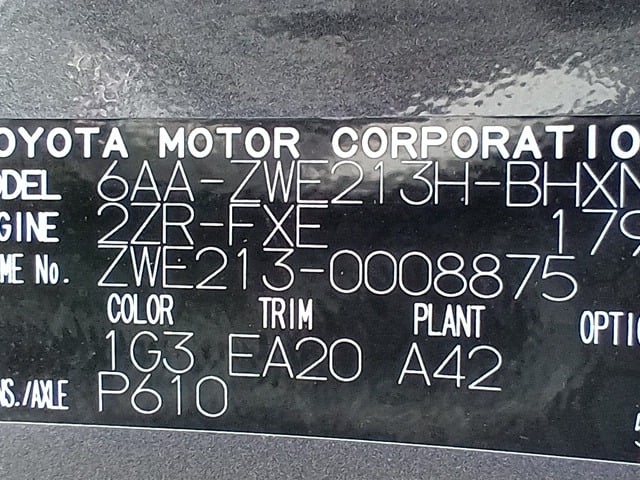 OYOTA MOTOR CORPORATIO
ODEL 6AA-ZWE213H-BHXN
GINE 2ZR-FXE 179
ME No. ZWE213-0008875
COLOR TRIM PLANT OPTIO
1G3 EA20 A42
NS./AXLE P610